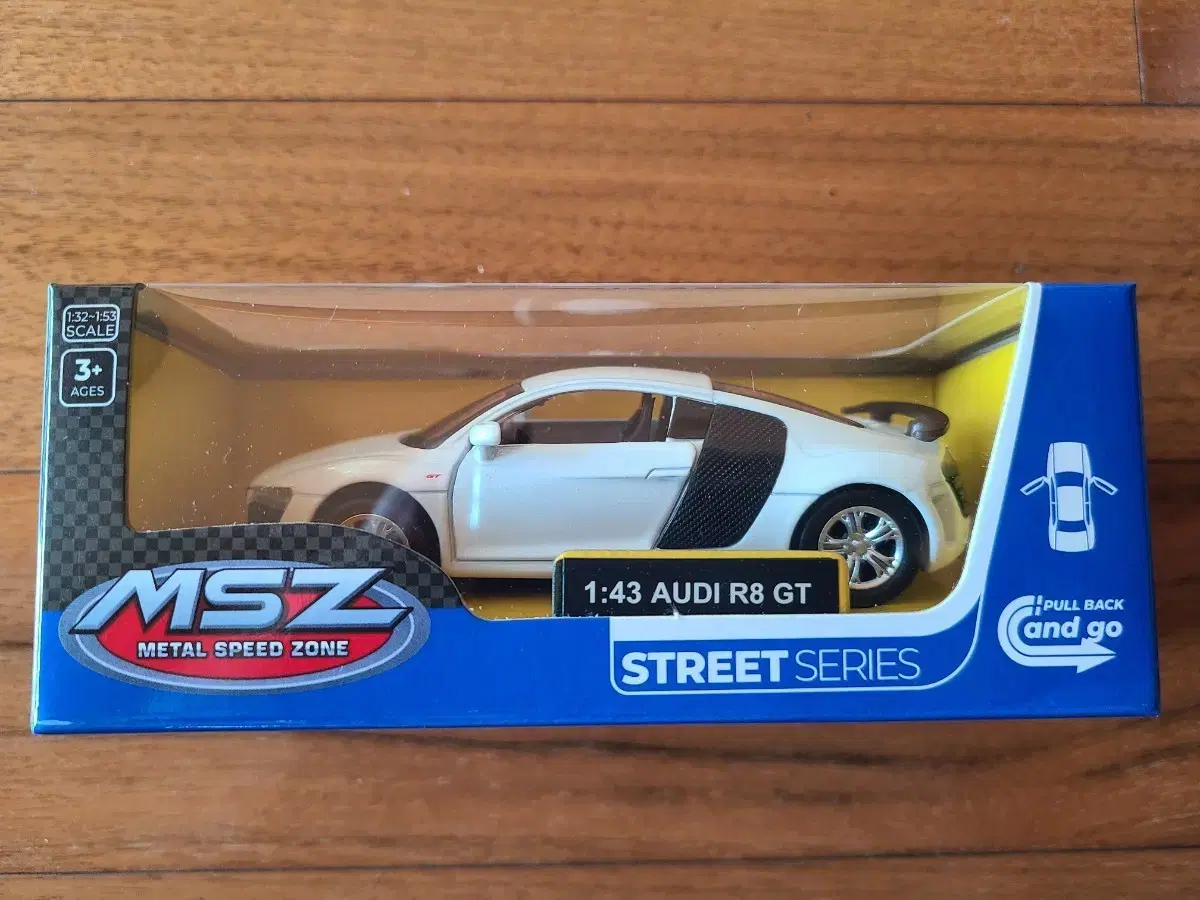 1:32~1:53
SCALE
3+
AGES
GT
MSZ
METAL SPEED ZONE
1:43 AUDI R8 GT
STREET SERIES
PULL BACK
and go